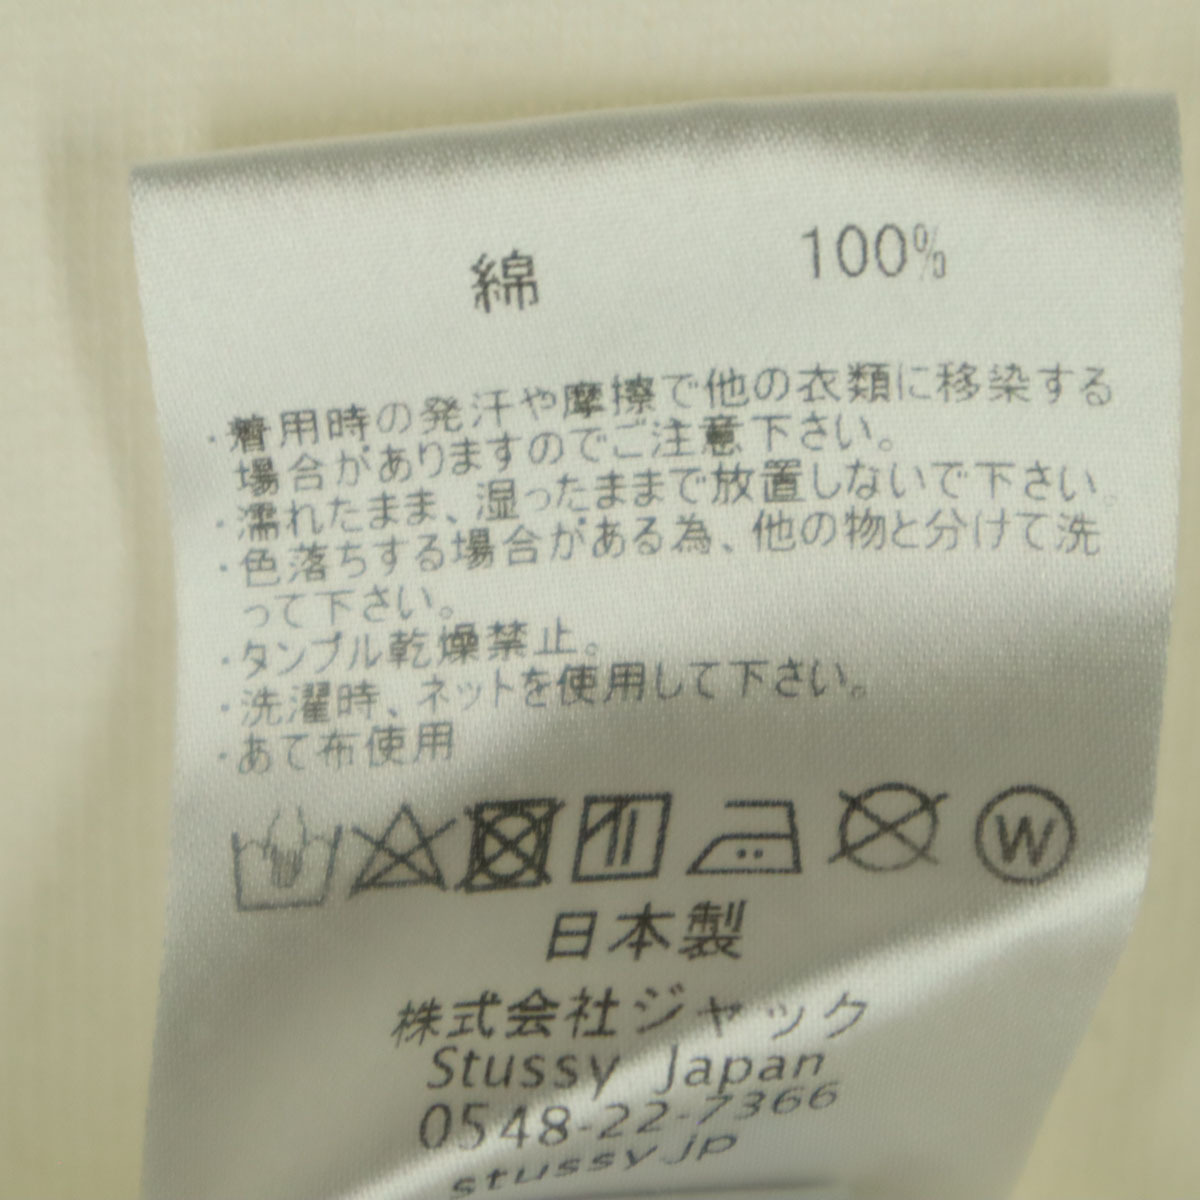 綿 100%
・着用時の発汗や摩擦で他の衣類に移染する
場合がありますのでご注意下さい。
・濡れたまま、湿ったままで放置しないで下さい。
・色落ちする場合がある為、他の物と分けて洗
って下さい。
・タンブル乾燥禁止。
・洗濯時、ネットを使用して下さい。
・あて布使用
W
日本製
株式会社ジャック
Stussy Japan
0548-22-7366
stussy.jp